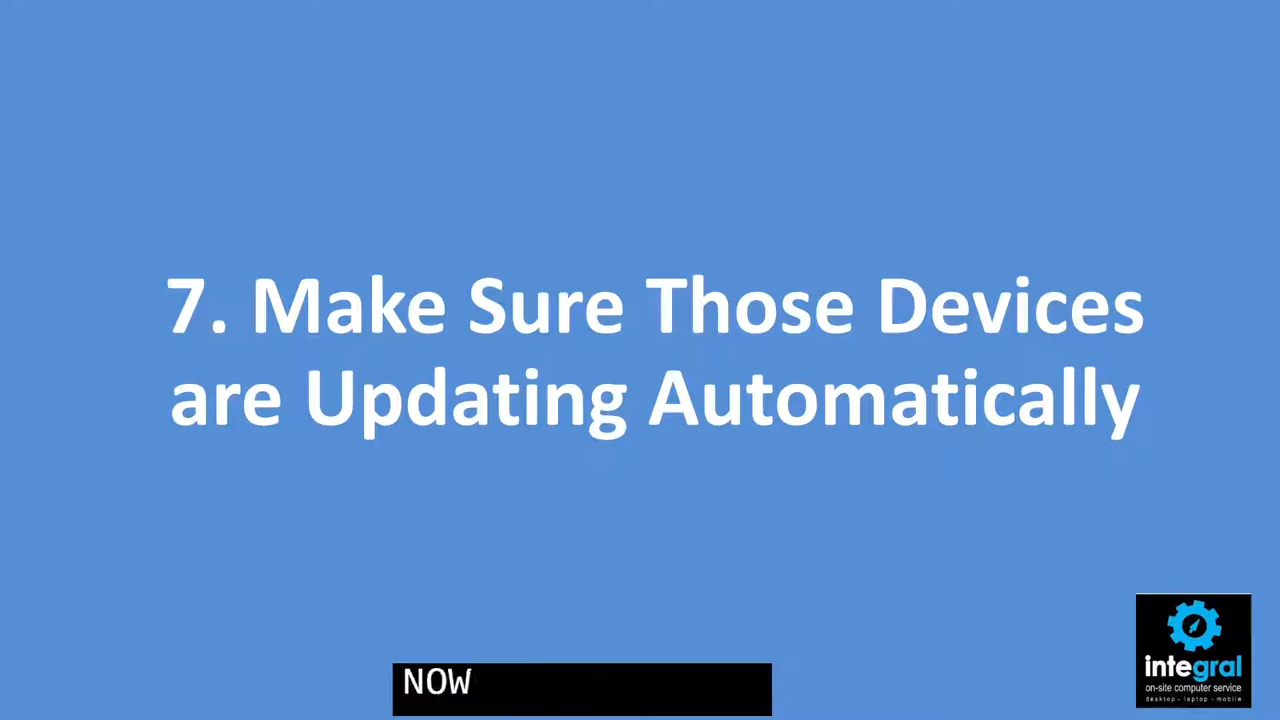 7. Make Sure Those Devices
are Updating Automatically
NOW
integral
on-site computer service
desktop - laptop - mobile